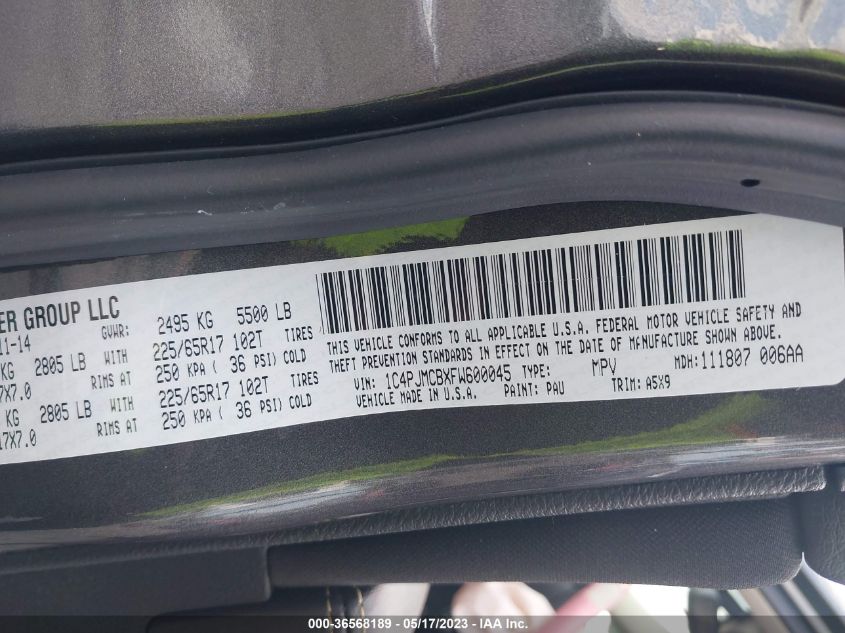 ER GROUP LLC
11-14 GVWR: 2495 KG 5500 LB
KG 2805 LB WITH 225/65R17 102T TIRES
7X7.0 RIMS AT 250 KPA ( 36 PSI) COLD
KG 2805 LB WITH 225/65R17 102T TIRES
17X7.0 RIMS AT 250 KPA ( 36 PSI) COLD
THIS VEHICLE CONFORMS TO ALL APPLICABLE U.S.A. FEDERAL MOTOR VEHICLE SAFETY AND
THEFT PREVENTION STANDARDS IN EFFECT ON THE DATE OF MANUFACTURE SHOWN ABOVE.
VIN: 1C4PJMCBXFW600045 TYPE: MPV MDH:111807 006AA
VEHICLE MADE IN U.S.A. PAINT: PAU TRIM: A5X9
000-36568189 - 05/17/2023 - IAA Inc.